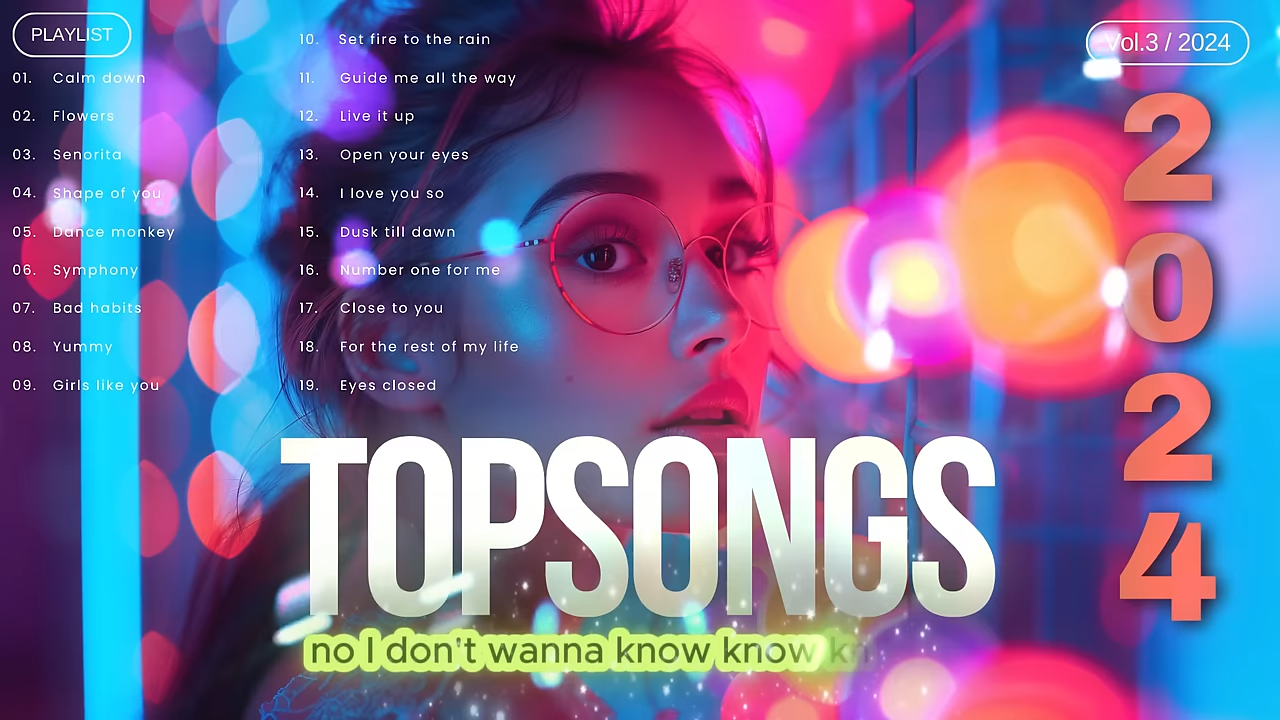 PLAYLIST
01. Calm down
02. Flowers
03. Senorita
04. Shape of you
05. Dance monkey
06. Symphony
07. Bad habits
08. Yummy
09. Girls like you
10. Set fire to the rain
11. Guide me all the way
12. Live it up
13. Open your eyes
14. I love you so
15. Dusk till dawn
16. Number one for me
17. Close to you
18. For the rest of my life
19. Eyes closed
Vol.3 / 2024
2024
TOPSONGS
no I don't wanna know know